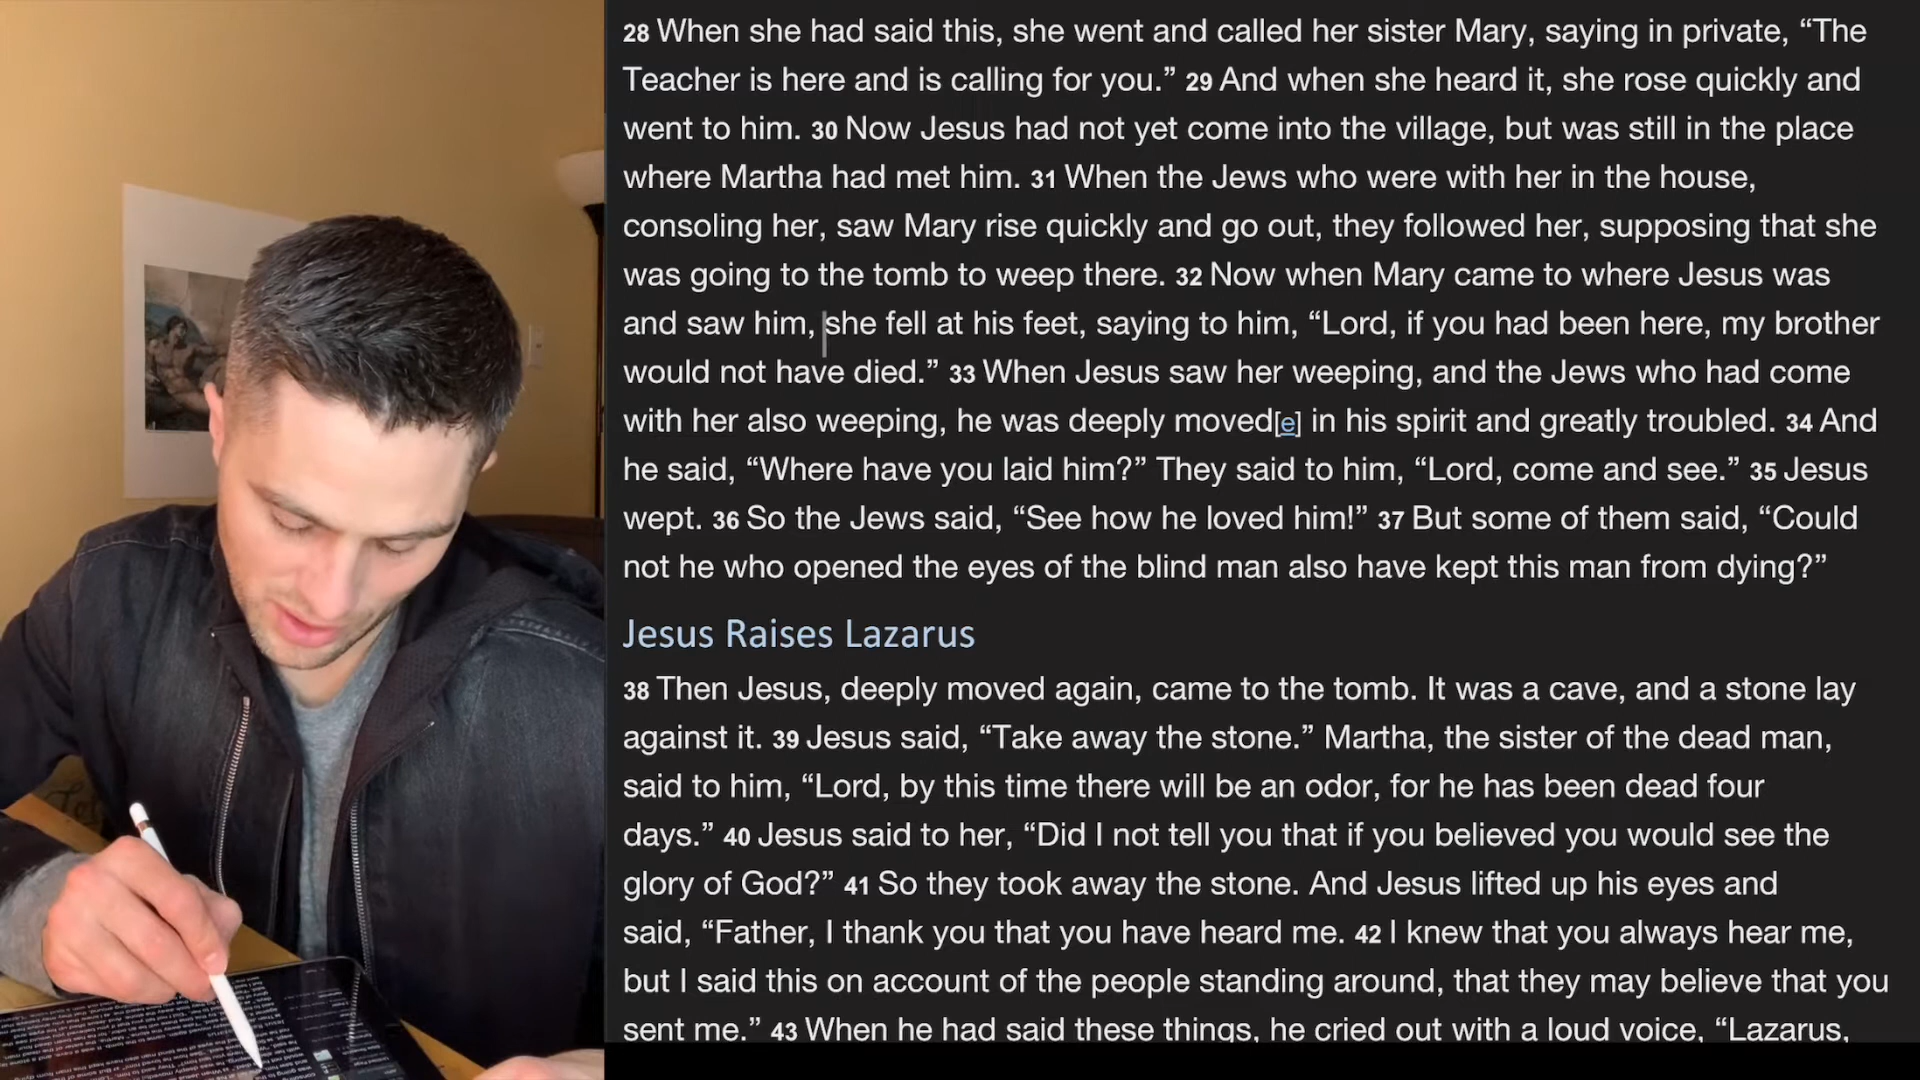 28 When she had said this, she went and called her sister Mary, saying in private, “The
Teacher is here and is calling for you.” 29 And when she heard it, she rose quickly and
went to him. 30 Now Jesus had not yet come into the village, but was still in the place
where Martha had met him. 31 When the Jews who were with her in the house,
consoling her, saw Mary rise quickly and go out, they followed her, supposing that she
was going to the tomb to weep there. 32 Now when Mary came to where Jesus was
and saw him, she fell at his feet, saying to him, “Lord, if you had been here, my brother
would not have died.” 33 When Jesus saw her weeping, and the Jews who had come
with her also weeping, he was deeply moved[e] in his spirit and greatly troubled. 34 And
he said, “Where have you laid him?” They said to him, “Lord, come and see.” 35 Jesus
wept. 36 So the Jews said, “See how he loved him!” 37 But some of them said, “Could
not he who opened the eyes of the blind man also have kept this man from dying?”
Jesus Raises Lazarus
38 Then Jesus, deeply moved again, came to the tomb. It was a cave, and a stone lay
against it. 39 Jesus said, “Take away the stone.” Martha, the sister of the dead man,
said to him, “Lord, by this time there will be an odor, for he has been dead four
days.” 40 Jesus said to her, “Did I not tell you that if you believed you would see the
glory of God?” 41 So they took away the stone. And Jesus lifted up his eyes and
said, “Father, I thank you that you have heard me. 42 I knew that you always hear me,
but I said this on account of the people standing around, that they may believe that you
sent me.” 43 When he had said these things, he cried out with a loud voice, “Lazarus,